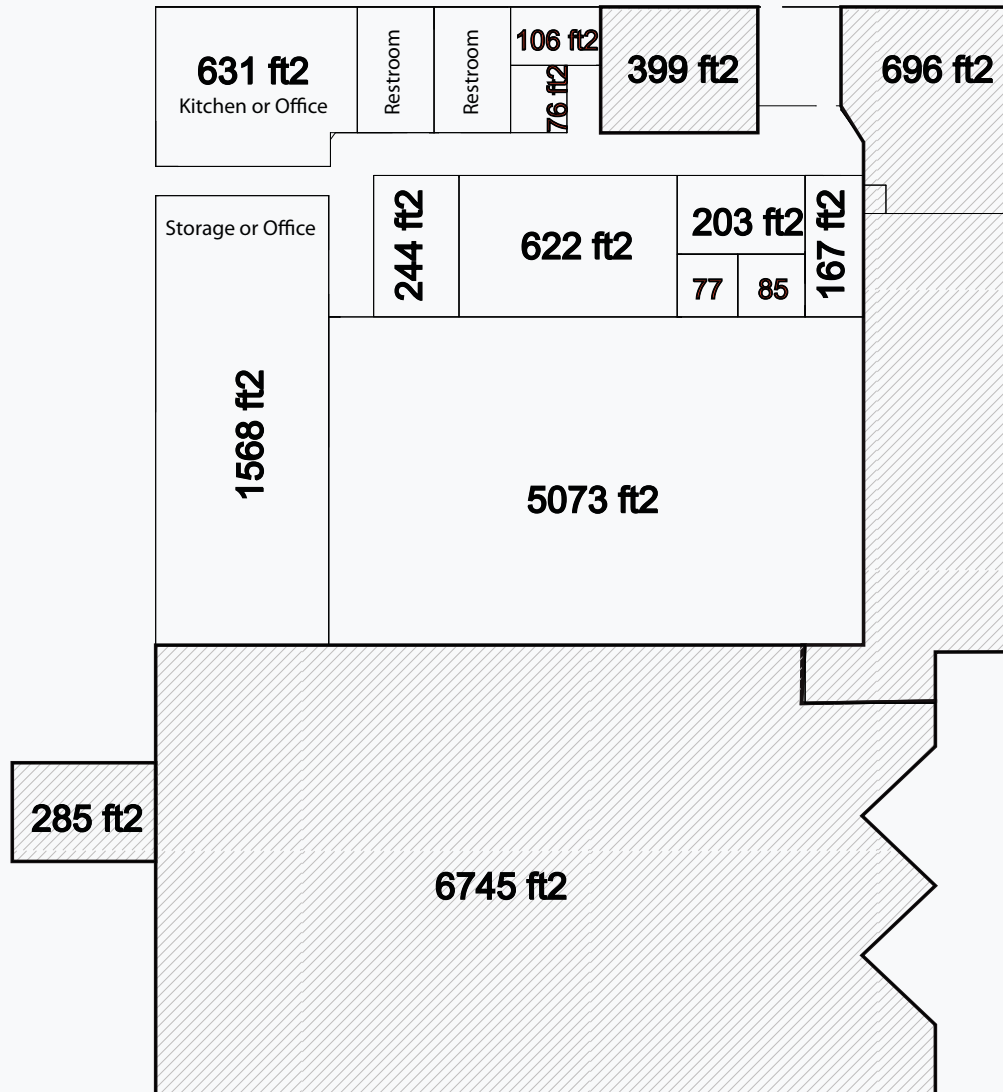 631 ft2
Kitchen or Office
Restroom
Restroom
106 ft2
76 ft2
399 ft2
696 ft2
Storage or Office
244 ft2
622 ft2
203 ft2
167 ft2
77
85
1568 ft2
5073 ft2
285 ft2
6745 ft2